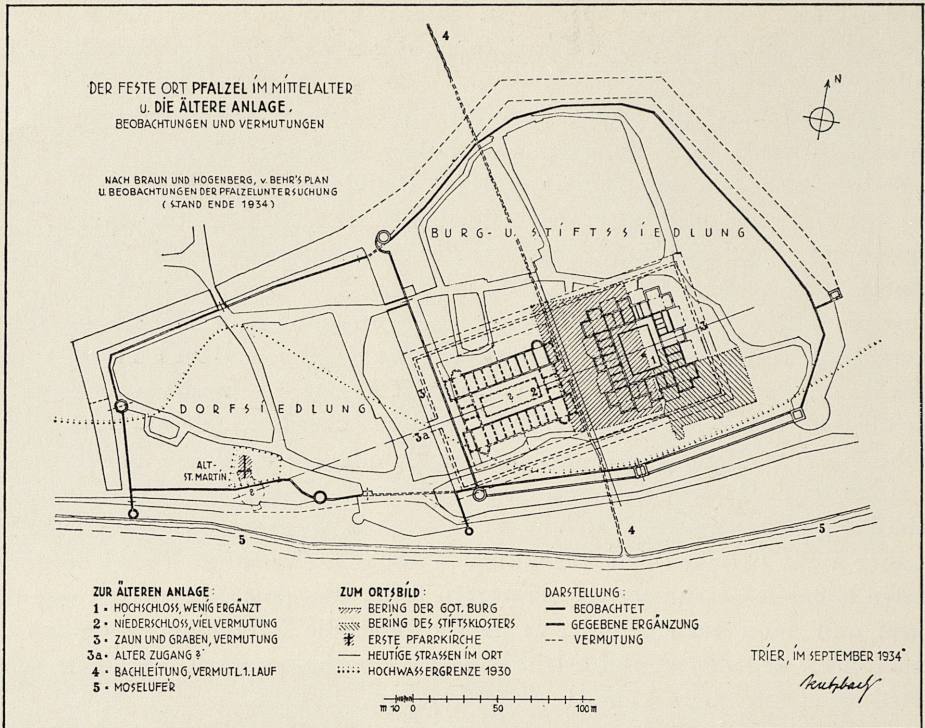 DER FESTE ORT PFALZEL IM MITTELALTER
U. DIE ÄLTERE ANLAGE,
BEOBACHTUNGEN UND VERMUTUNGEN
NACH BRAUN UND HOGENBERG, V. BEHR'S PLAN
U. BEOBACHTUNGEN DER PFALZELUNTERSUCHUNG
( STAND ENDE 1934 )
4
N
BURG- U. STIFTSSIEDLUNG
3
1
3
2
DORFSIEDLUNG
3a
ALT-
ST. MARTIN.
?
5
4
5
ZUR ÄLTEREN ANLAGE:
1 • HOCHSCHLOSS, WENIG ERGÄNZT
2 • NIEDERSCHLOSS, VIEL VERMUTUNG
3 • ZAUN UND GRABEN, VERMUTUNG
3a • ALTER ZUGANG ?
4 • BACHLEITUNG, VERMUTL. 1. LAUF
5 • MOSELUFER
ZUM ORTSBILD:
BERING DER GOT. BURG
BERING DES STIFTSKLOSTERS
ERSTE PFARRKIRCHE
HEUTIGE STRASSEN IM ORT
HOCHWASSERGRENZE 1930
DARSTELLUNG:
BEOBACHTET
GEGEBENE ERGÄNZUNG
VERMUTUNG
TRIER, IM SEPTEMBER 1934
m 10 0 50 100 m